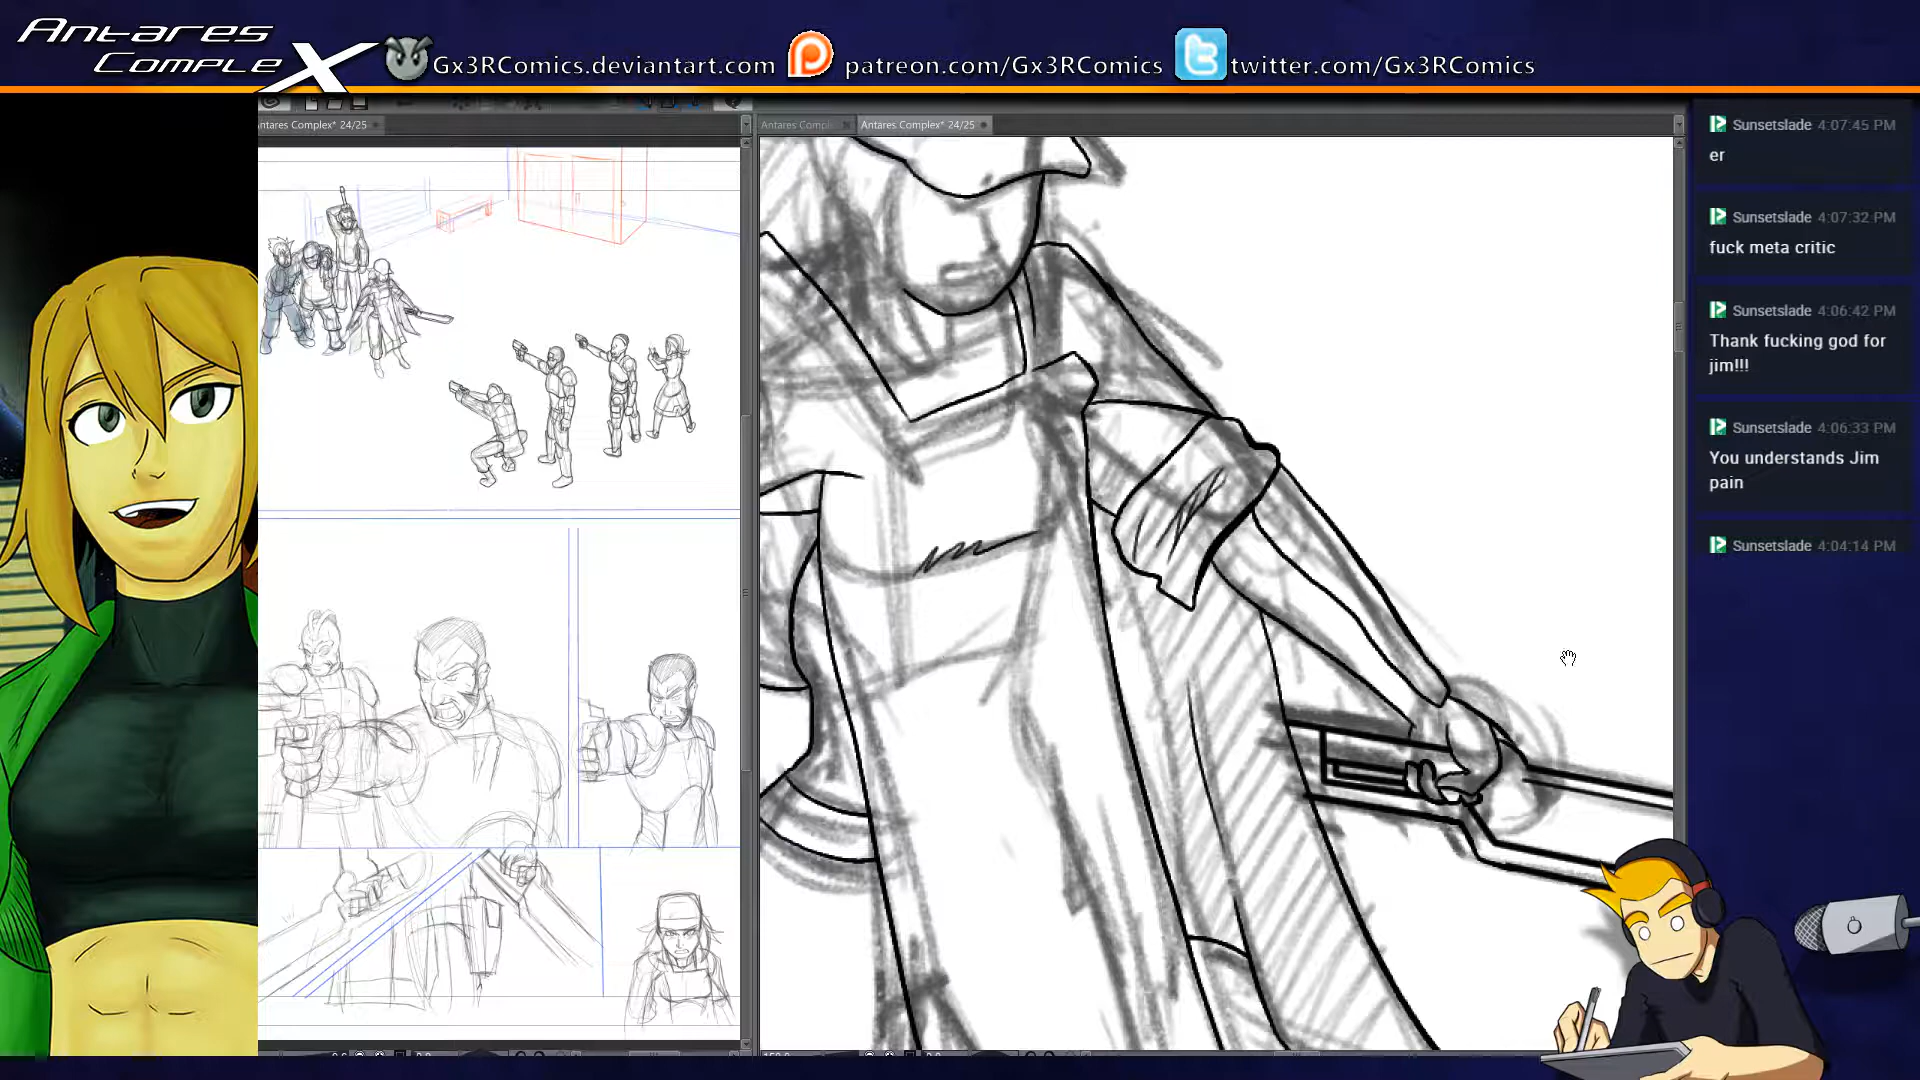 Antares
CompleX
Gx3RComics.deviantart.com
patreon.com/Gx3RComics
twitter.com/Gx3RComics
ntares Complex* 24/25
Antares Compl
Antares Complex* 24/25
Sunsetslade 4:07:45 PM
er
Sunsetslade 4:07:32 PM
fuck meta critic
Sunsetslade 4:06:42 PM
Thank fucking god for
jim!!!
Sunsetslade 4:06:33 PM
You understands Jim
pain
Sunsetslade 4:04:14 PM